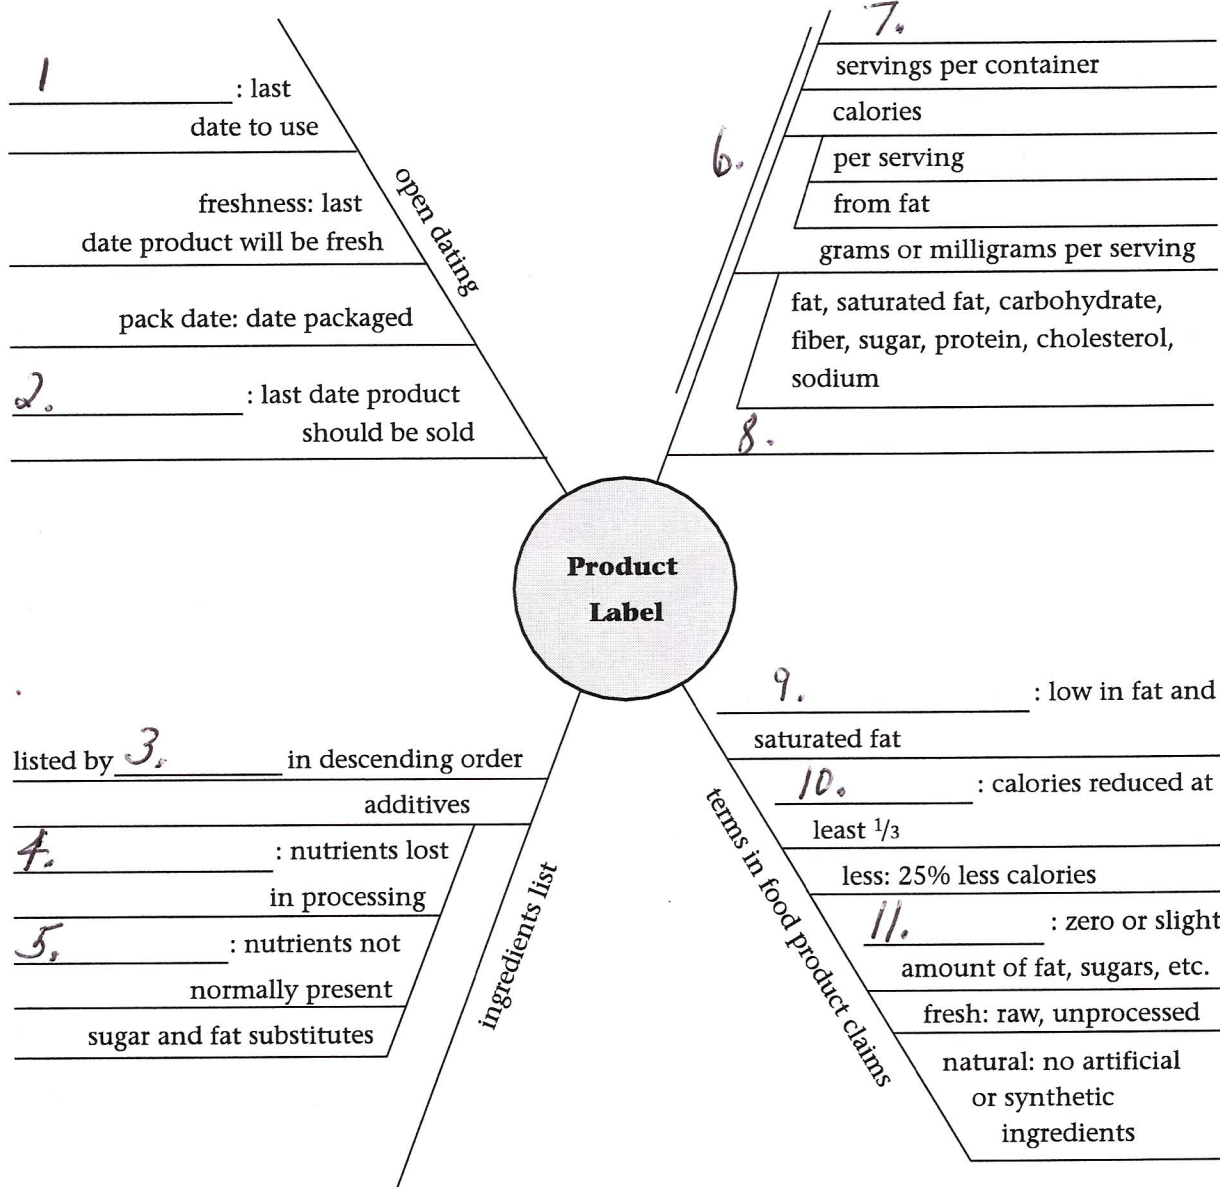 1
: last
date to use
freshness: last
date product will be fresh
pack date: date packaged
2.
: last date product
should be sold
open dating
6.
7.
servings per container
calories
per serving
from fat
grams or milligrams per serving
fat, saturated fat, carbohydrate,
fiber, sugar, protein, cholesterol,
sodium
8.
Product
Label
listed by 3. in descending order
additives
4. : nutrients lost
in processing
5. : nutrients not
normally present
sugar and fat substitutes
ingredients list
9. : low in fat and
saturated fat
10. : calories reduced at
least 1/3
less: 25% less calories
11. : zero or slight
amount of fat, sugars, etc.
fresh: raw, unprocessed
natural: no artificial
or synthetic
ingredients
terms in food product claims